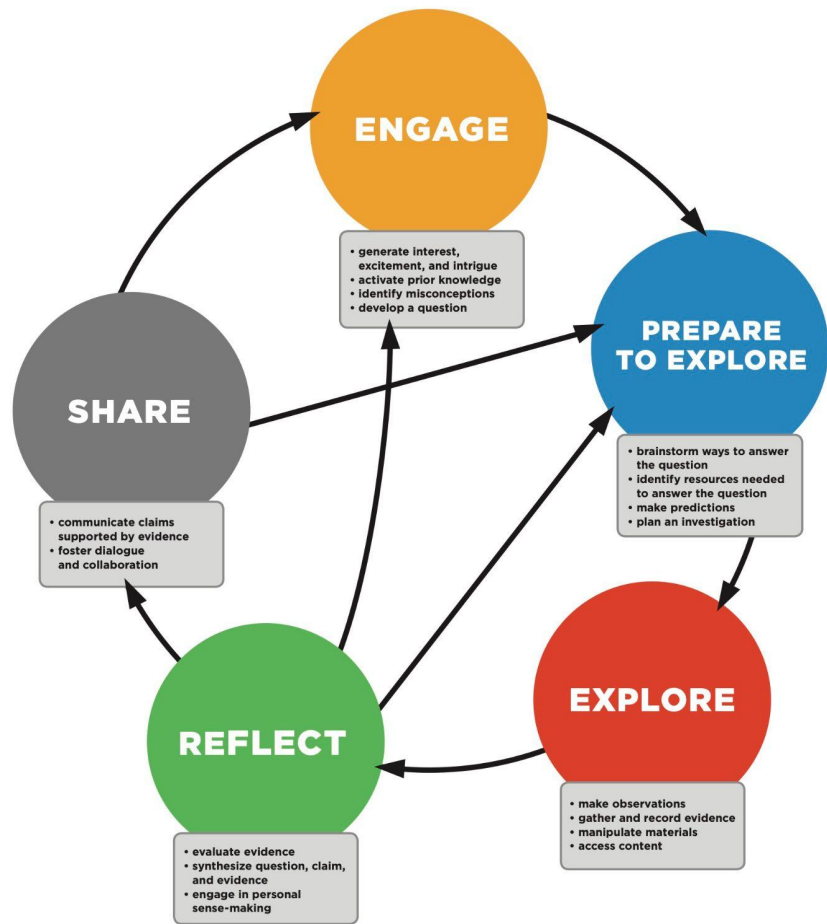 ENGAGE
• generate interest,
excitement, and intrigue
• activate prior knowledge
• identify misconceptions
• develop a question
PREPARE
TO EXPLORE
• brainstorm ways to answer
the question
• identify resources needed
to answer the question
• make predictions
• plan an investigation
EXPLORE
• make observations
• gather and record evidence
• manipulate materials
• access content
REFLECT
• evaluate evidence
• synthesize question, claim,
and evidence
• engage in personal
sense-making
SHARE
• communicate claims
supported by evidence
• foster dialogue
and collaboration